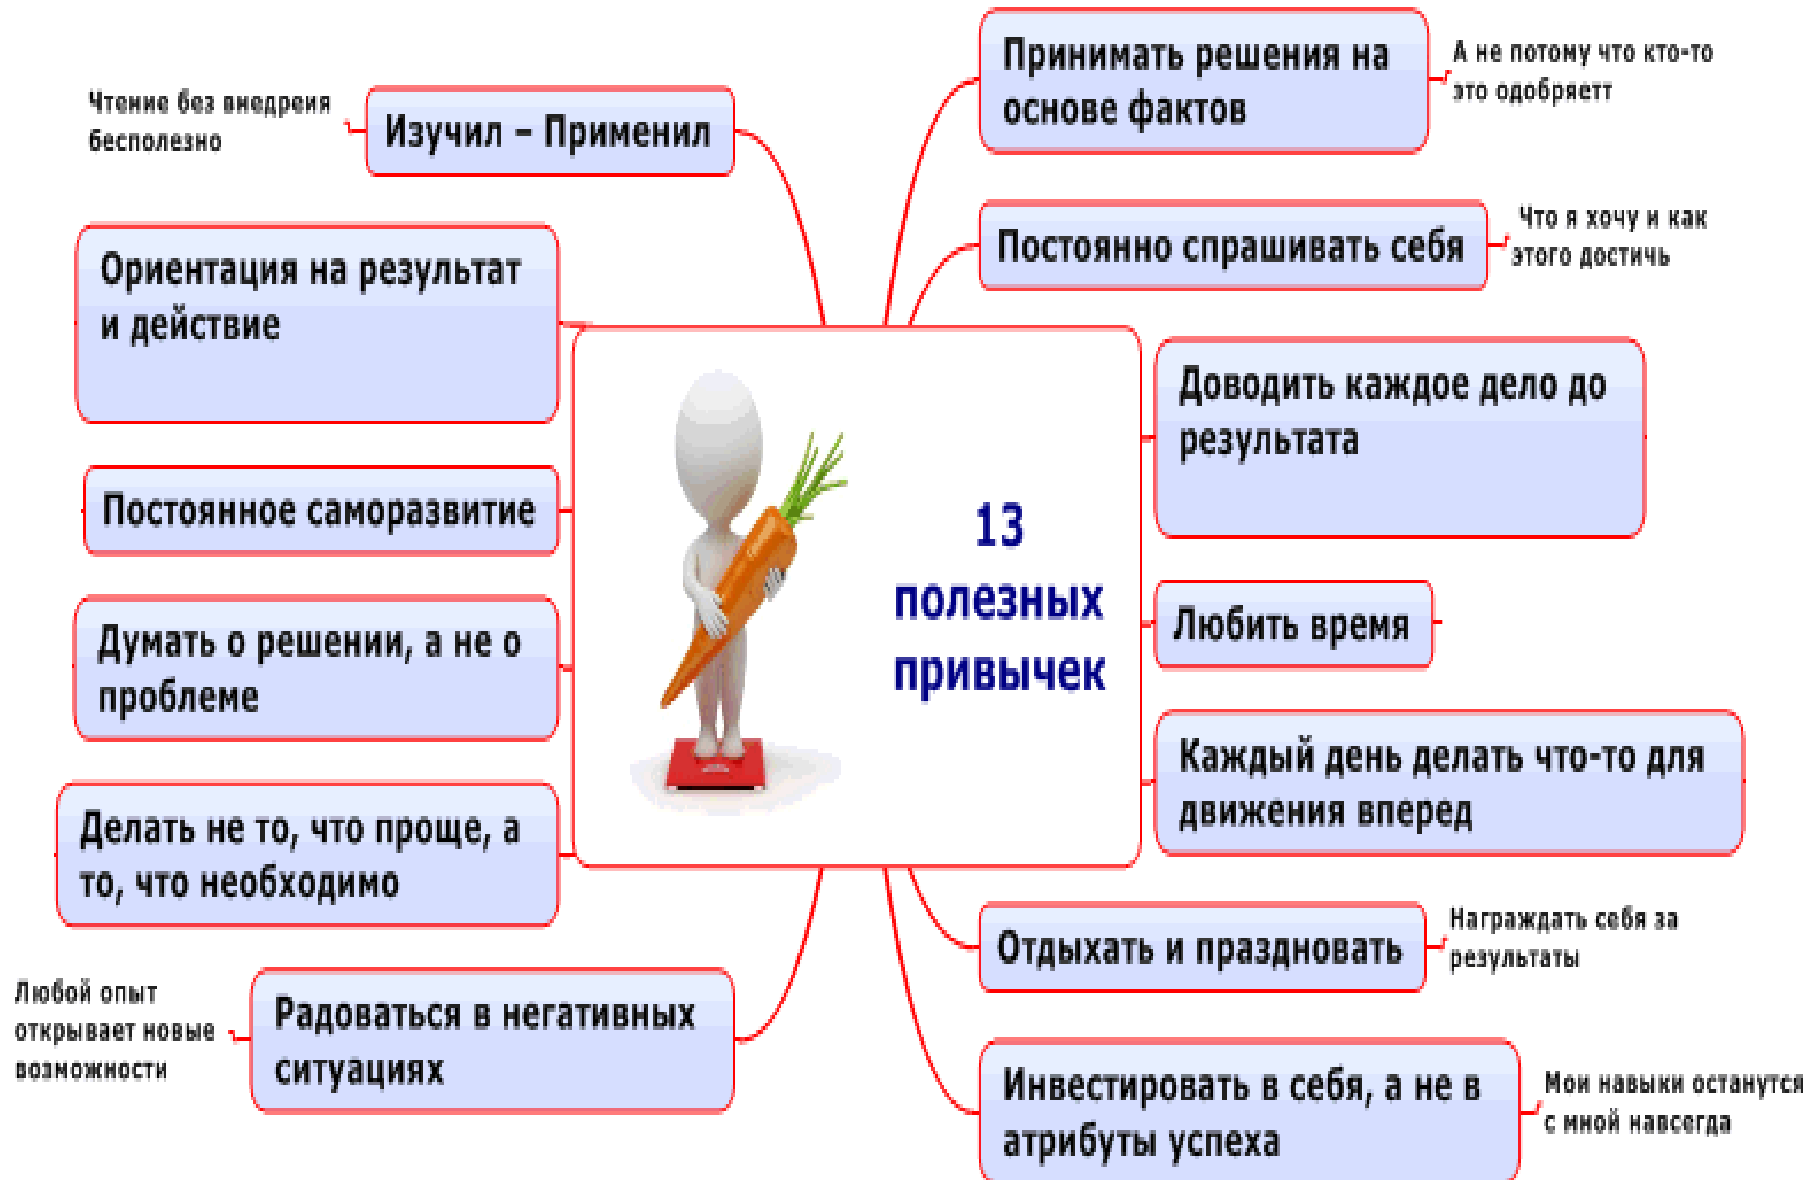 Принимать решения на
основе фактов
А не потому что кто-то
это одобряетт
Постоянно спрашивать себя
Что я хочу и как
этого достичь
Доводить каждое дело до
результата
Любить время
Каждый день делать что-то для
движения вперед
Отдыхать и праздновать
Награждать себя за
результаты
Инвестировать в себя, а не в
атрибуты успеха
Мои навыки останутся
с мной навсегда
13
полезных
привычек
Чтение без внедреия
бесполезно
Изучил – Применил
Ориентация на результат
и действие
Постоянное саморазвитие
Думать о решении, а не о
проблеме
Делать не то, что проще, а
то, что необходимо
Любой опыт
открывает новые
возможности
Радоваться в негативных
ситуациях